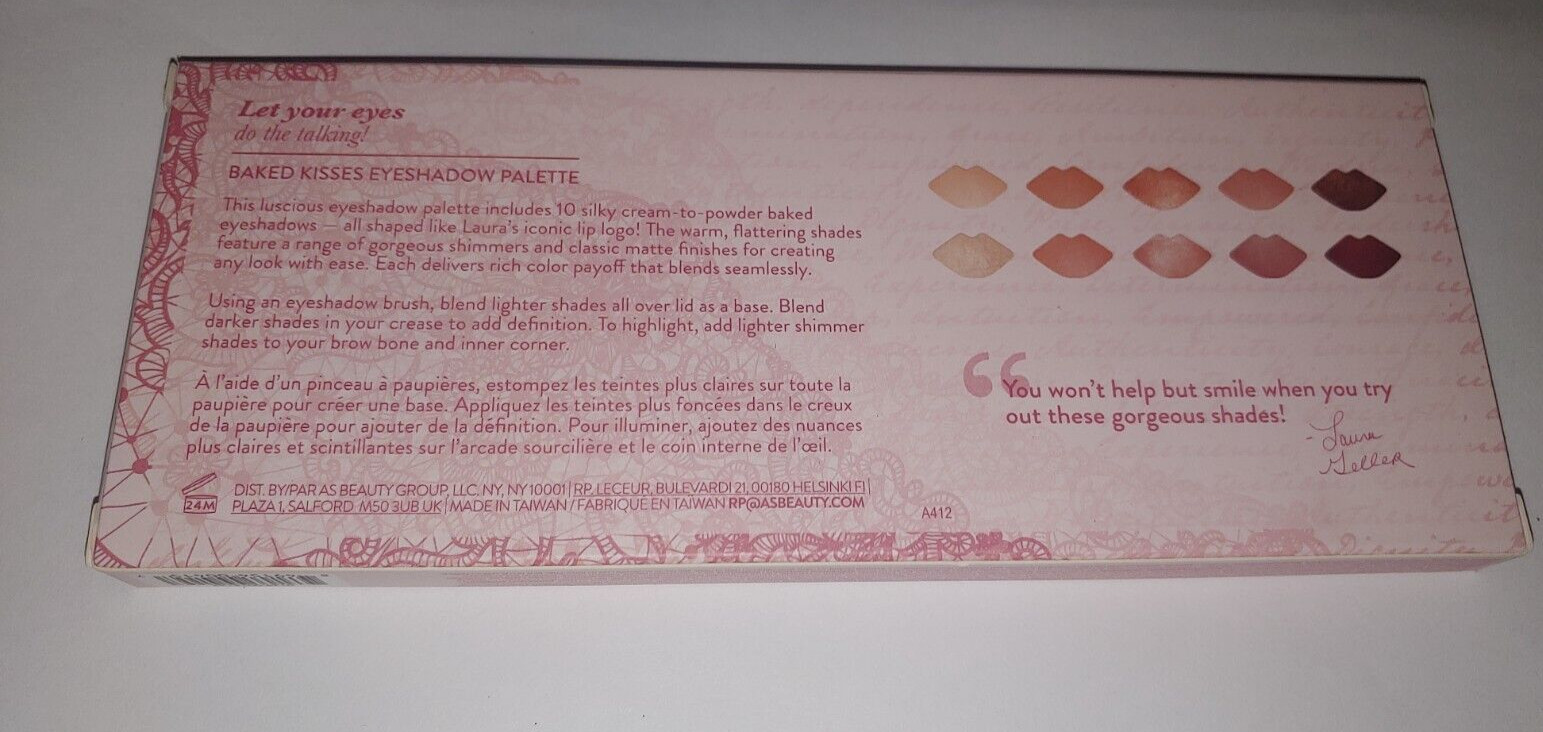 Let your eyes
do the talking!
BAKED KISSES EYESHADOW PALETTE
This luscious eyeshadow palette includes 10 silky cream-to-powder baked
eyeshadows — all shaped like Laura's iconic lip logo! The warm, flattering shades
feature a range of gorgeous shimmers and classic matte finishes for creating
any look with ease. Each delivers rich color payoff that blends seamlessly.
Using an eyeshadow brush, blend lighter shades all over lid as a base. Blend
darker shades in your crease to add definition. To highlight, add lighter shimmer
shades to your brow bone and inner corner.
À l'aide d'un pinceau à paupières, estompez les teintes plus claires sur toute la
paupière pour créer une base. Appliquez les teintes plus foncées dans le creux
de la paupière pour ajouter de la définition. Pour illuminer, ajoutez des nuances
plus claires et scintillantes sur l'arcade sourcilière et le coin interne de l'œil.
24M
DIST. BY/PAR AS BEAUTY GROUP, LLC, NY, NY 10001 | RP, LECEUR, BULEVARDI 21, 00180 HELSINKI FI |
PLAZA 1, SALFORD M50 3UB UK | MADE IN TAIWAN / FABRIQUÉ EN TAIWAN RP@ASBEAUTY.COM
A412
“You won't help but smile when you try
out these gorgeous shades!
- Laura
Geller